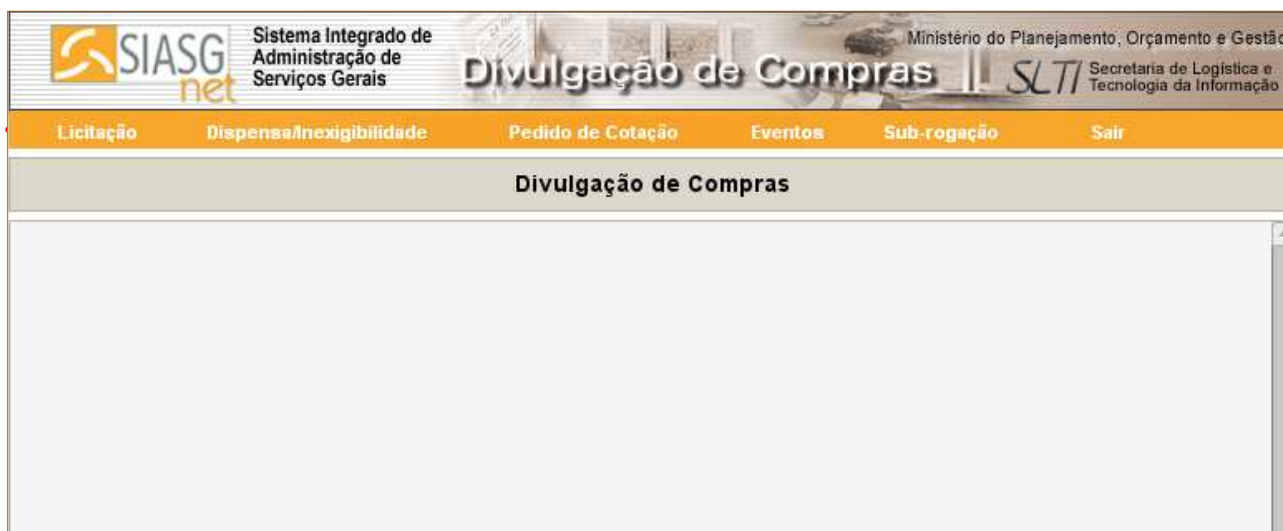 SIASG
net
Sistema Integrado de
Administração de
Serviços Gerais
Divulgação de Compras
Ministério do Planejamento, Orçamento e Gestão
SLTI
Secretaria de Logística e
Tecnologia da Informação
Licitação Dispensa/Inexigibilidade Pedido de Cotação Eventos Sub-rogação Sair
Divulgação de Compras